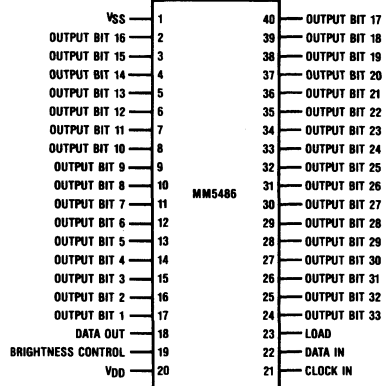 VSS 1 40 OUTPUT BIT 17
OUTPUT BIT 16 2 39 OUTPUT BIT 18
OUTPUT BIT 15 3 38 OUTPUT BIT 19
OUTPUT BIT 14 4 37 OUTPUT BIT 20
OUTPUT BIT 13 5 36 OUTPUT BIT 21
OUTPUT BIT 12 6 35 OUTPUT BIT 22
OUTPUT BIT 11 7 34 OUTPUT BIT 23
OUTPUT BIT 10 8 33 OUTPUT BIT 24
OUTPUT BIT 9 9 32 OUTPUT BIT 25
OUTPUT BIT 8 10 31 OUTPUT BIT 26
MM5486
OUTPUT BIT 7 11 30 OUTPUT BIT 27
OUTPUT BIT 6 12 29 OUTPUT BIT 28
OUTPUT BIT 5 13 28 OUTPUT BIT 29
OUTPUT BIT 4 14 27 OUTPUT BIT 30
OUTPUT BIT 3 15 26 OUTPUT BIT 31
OUTPUT BIT 2 16 25 OUTPUT BIT 32
OUTPUT BIT 1 17 24 OUTPUT BIT 33
DATA OUT 18 23 LOAD
BRIGHTNESS CONTROL 19 22 DATA IN
VDD 20 21 CLOCK IN